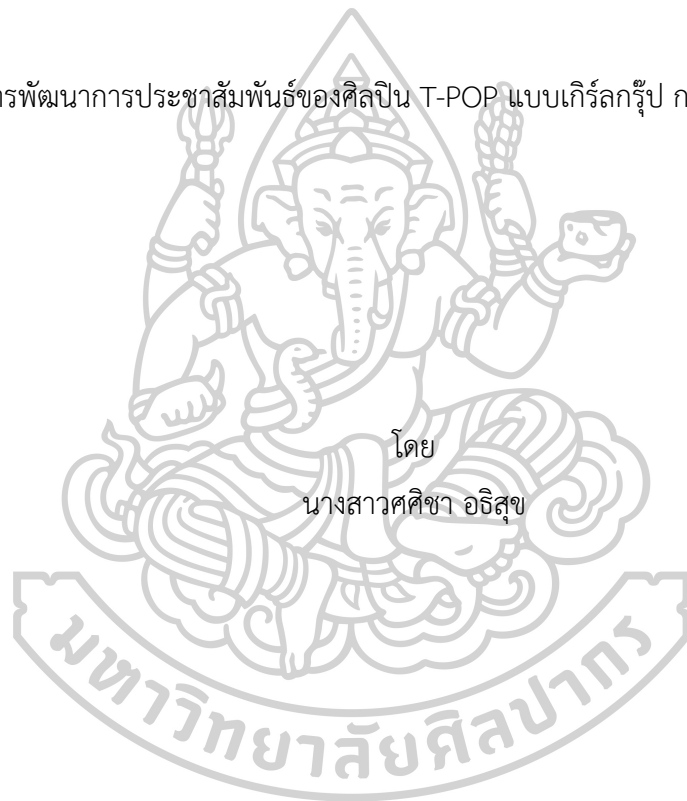 รพัฒนาการประชาสัมพันธ์ของศิลปิน T-POP แบบเกิร์ลกรุ๊ป ก
โดย
นางสาวศศิชา อธิสุข
มหาวิทยาลัยศิลปากร